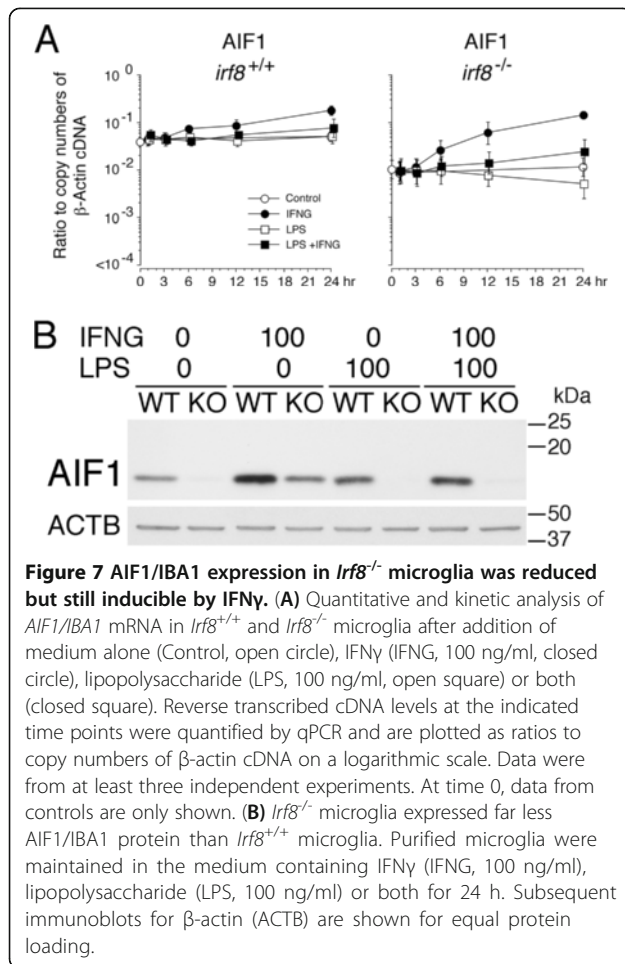 A
AIF1
irf8+/+
AIF1
irf8-/-
Ratio to copy numbers of
β-Actin cDNA
10⁰
10⁻¹
10⁻²
10⁻³
<10⁻⁴
Control
IFNG
LPS
LPS +IFNG
0 3 6 9 12 15 18 21 24 hr
0 3 6 9 12 15 18 21 24 hr
B
IFNG 0 100 0 100
LPS 0 0 100 100
WT KO WT KO WT KO WT KO kDa
—25
—20
AIF1
ACTB
—50
—37
Figure 7 AIF1/IBA1 expression in Irf8-/- microglia was reduced
but still inducible by IFNγ. (A) Quantitative and kinetic analysis of
AIF1/IBA1 mRNA in Irf8+/+ and Irf8-/- microglia after addition of
medium alone (Control, open circle), IFNγ (IFNG, 100 ng/ml, closed
circle), lipopolysaccharide (LPS, 100 ng/ml, open square) or both
(closed square). Reverse transcribed cDNA levels at the indicated
time points were quantified by qPCR and are plotted as ratios to
copy numbers of β-actin cDNA on a logarithmic scale. Data were
from at least three independent experiments. At time 0, data from
controls are only shown. (B) Irf8-/- microglia expressed far less
AIF1/IBA1 protein than Irf8+/+ microglia. Purified microglia were
maintained in the medium containing IFNγ (IFNG, 100 ng/ml),
lipopolysaccharide (LPS, 100 ng/ml) or both for 24 h. Subsequent
immunoblots for β-actin (ACTB) are shown for equal protein
loading.